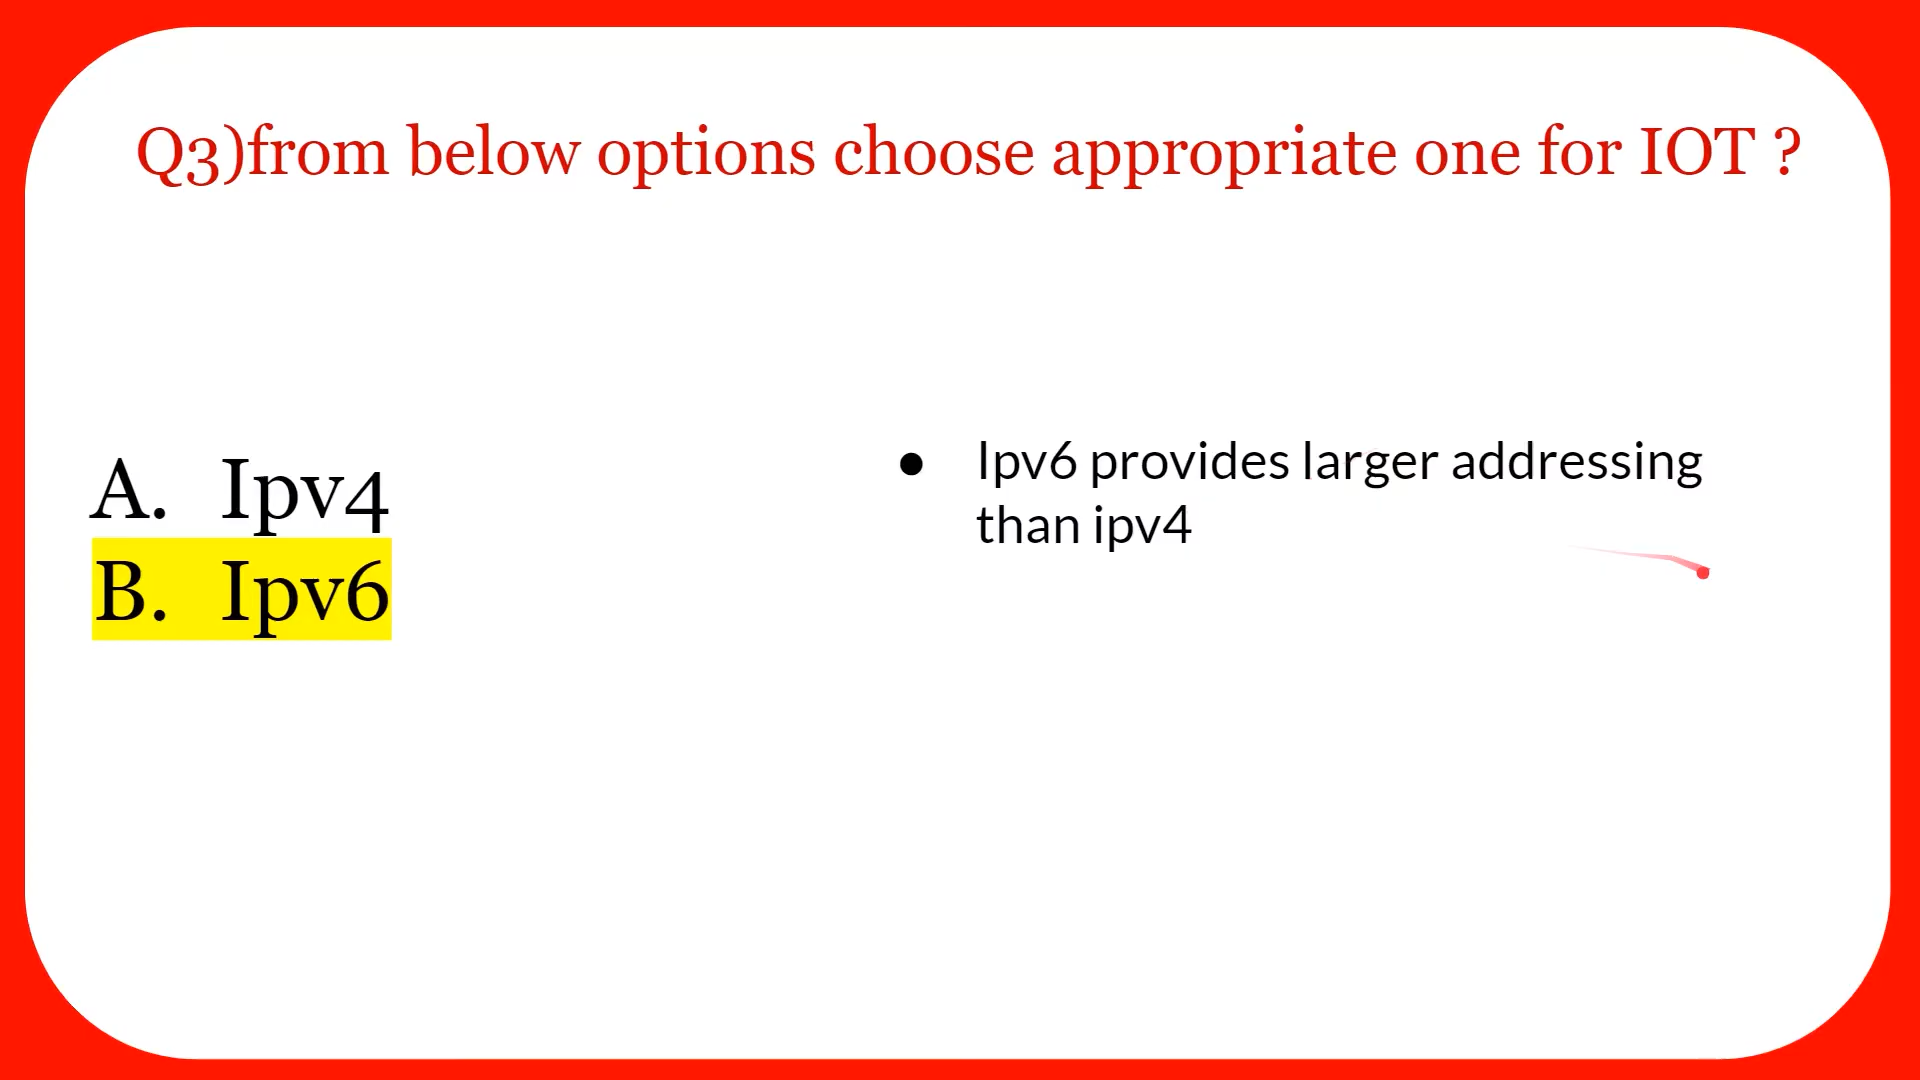 Q3)from below options choose appropriate one for IOT ?
A. Ipv4
B. Ipv6
● Ipv6 provides larger addressing
than ipv4